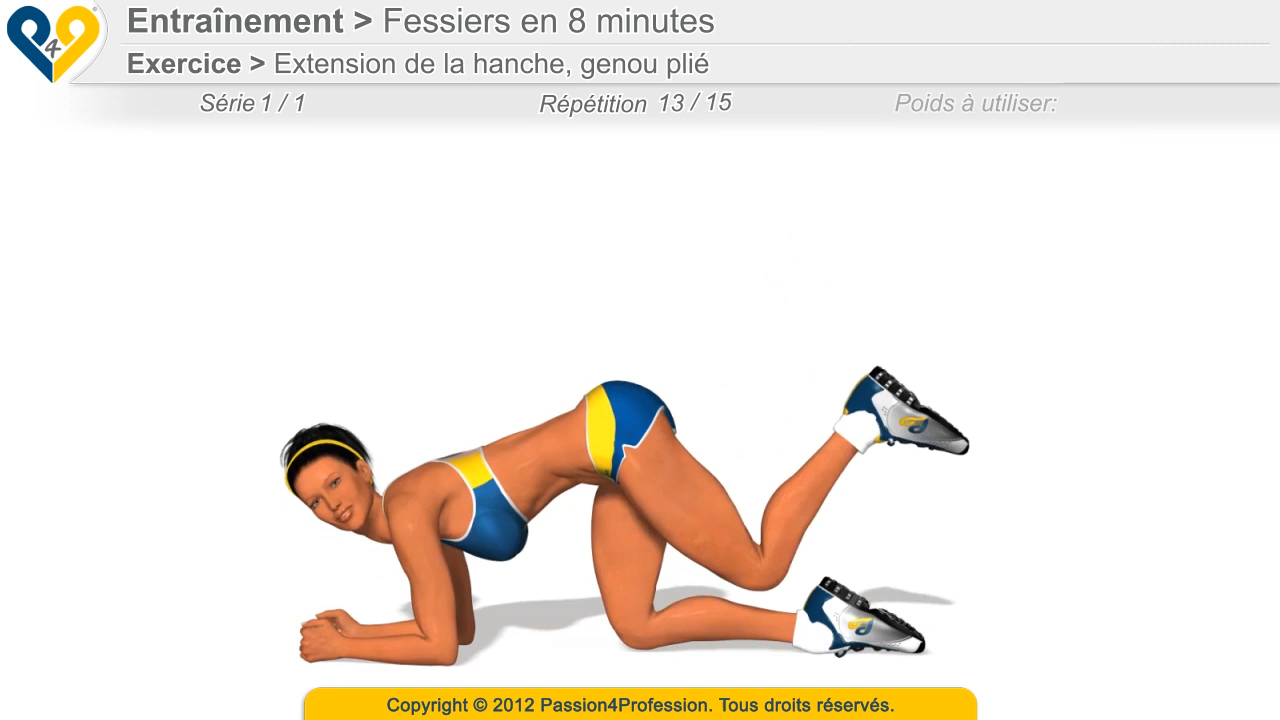 Entraînement > Fessiers en 8 minutes
Exercice > Extension de la hanche, genou plié
Série 1 / 1 Répétition 13 / 15 Poids à utiliser:
4
Copyright © 2012 Passion4Profession. Tous droits réservés.